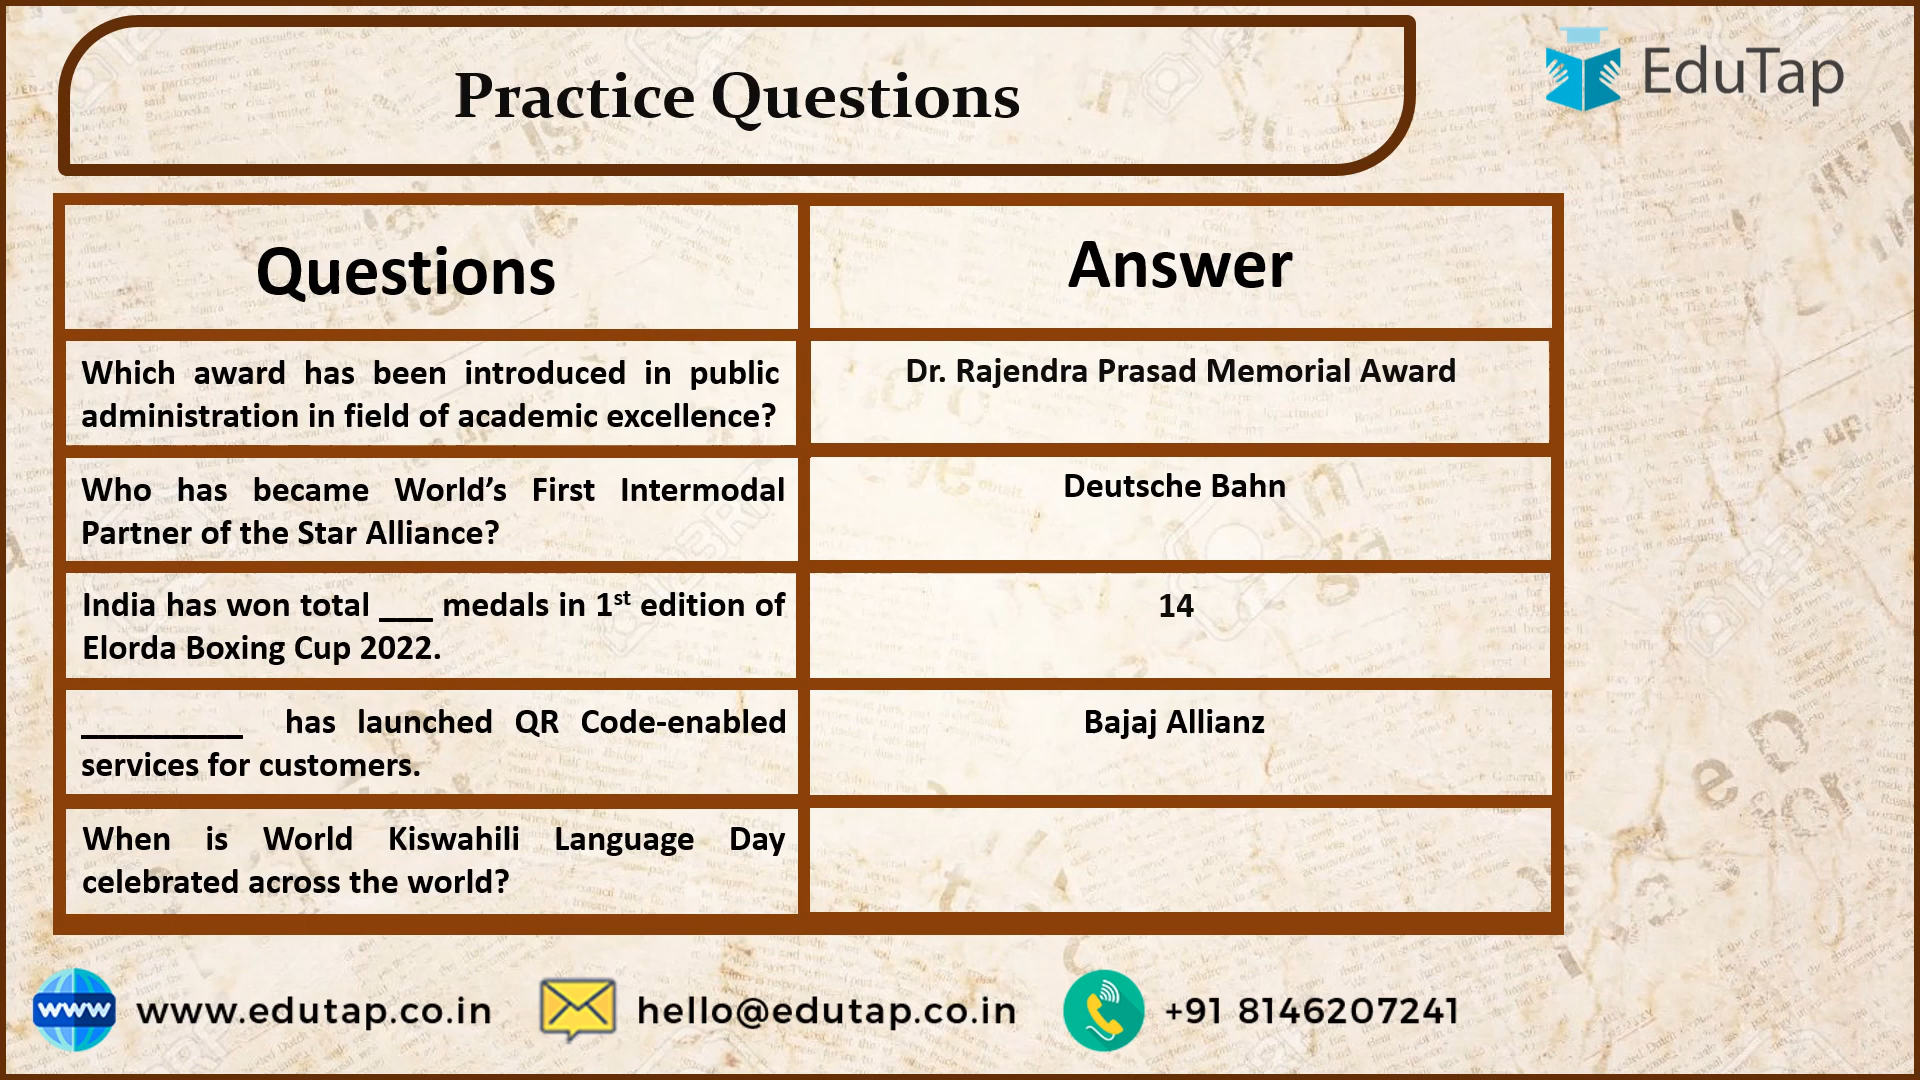 Practice Questions
EduTap
Questions
Answer
Which award has been introduced in public
administration in field of academic excellence?
Dr. Rajendra Prasad Memorial Award
Who has became World’s First Intermodal
Partner of the Star Alliance?
Deutsche Bahn
India has won total ___ medals in 1st edition of
Elorda Boxing Cup 2022.
14
_________ has launched QR Code-enabled
services for customers.
Bajaj Allianz
When is World Kiswahili Language Day
celebrated across the world?
www
www.edutap.co.in
hello@edutap.co.in
+91 8146207241